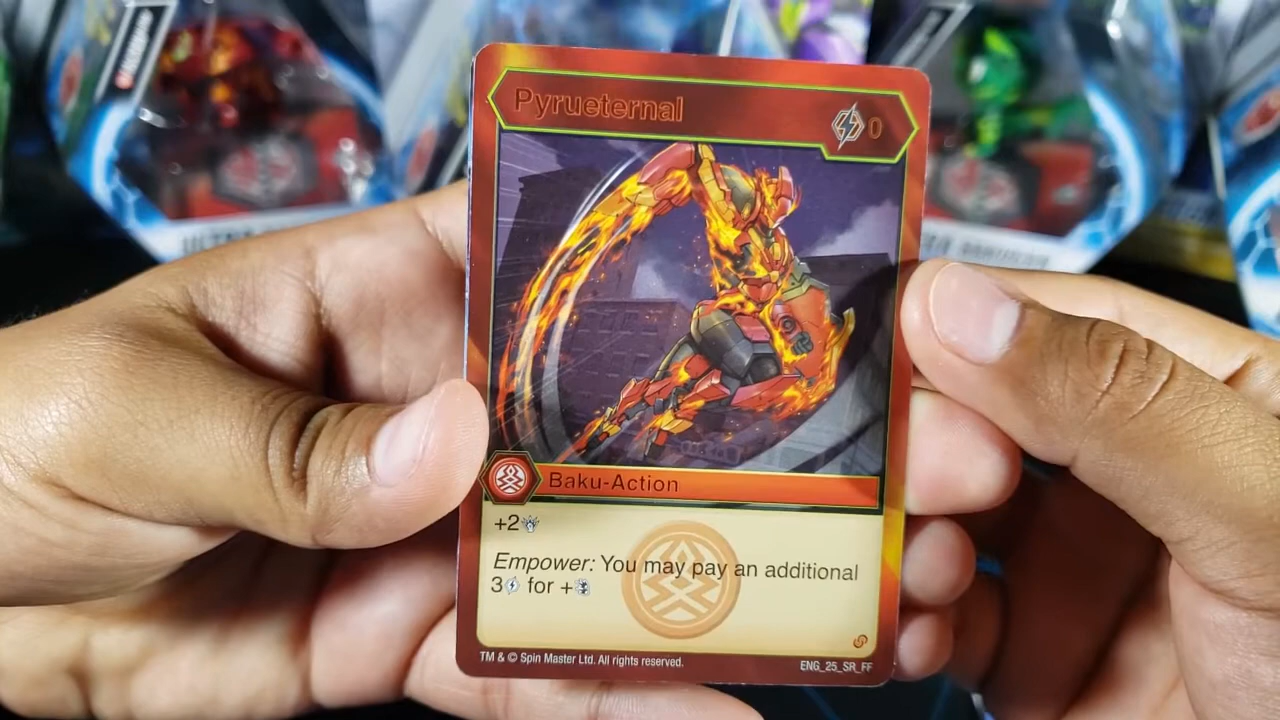 Pyrueternal
0
Baku-Action
+2
Empower: You may pay an additional
3 for +
TM & © Spin Master Ltd. All rights reserved.
ENG_25_SR_FF